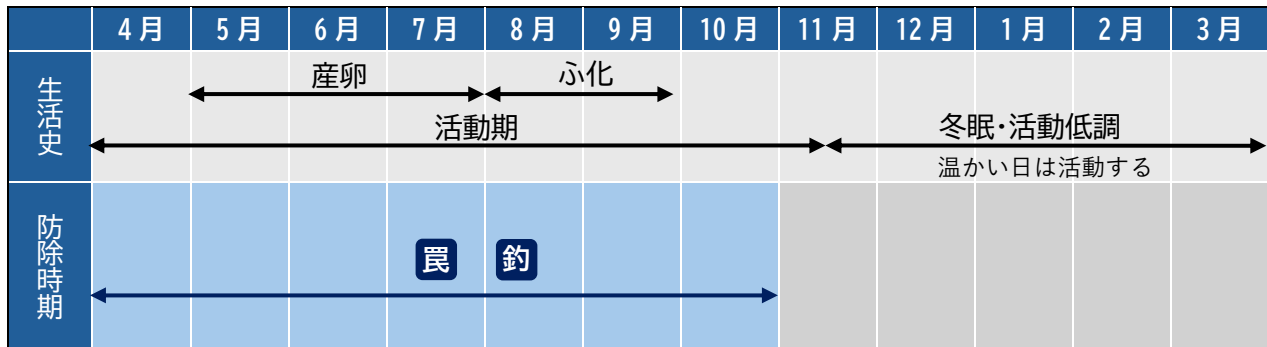 4月 5月 6月 7月 8月 9月 10月 11月 12月 1月 2月 3月
生活史
産卵 ふ化
活動期 冬眠・活動低調
温かい日は活動する
防除時期
罠 釣